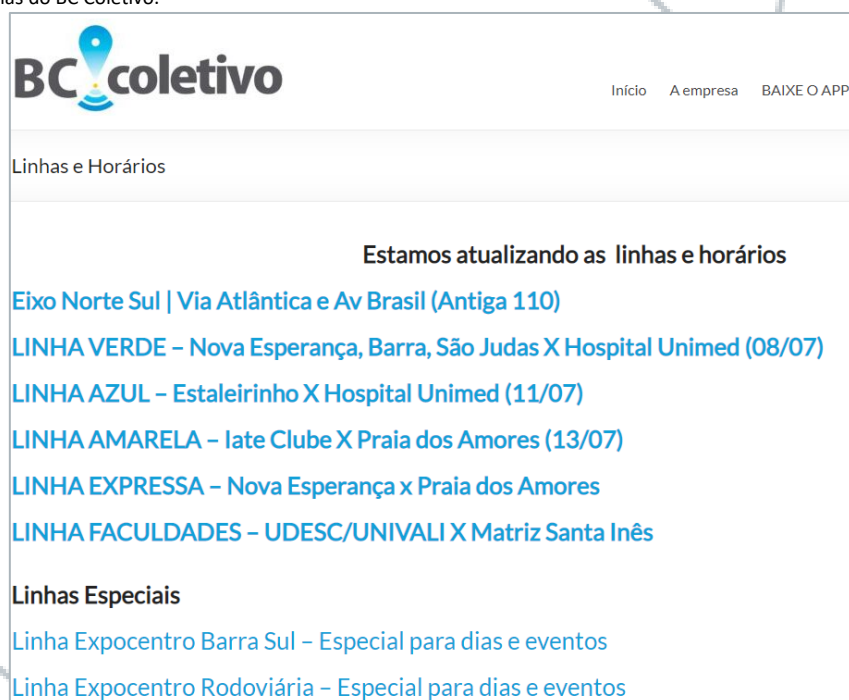 do BC Coletivo.
BC coletivo
Início A empresa BAIXE O APP
Linhas e Horários
Estamos atualizando as linhas e horários
Eixo Norte Sul | Via Atlântica e Av Brasil (Antiga 110)
LINHA VERDE – Nova Esperança, Barra, São Judas X Hospital Unimed (08/07)
LINHA AZUL – Estaleirinho X Hospital Unimed (11/07)
LINHA AMARELA – Iate Clube X Praia dos Amores (13/07)
LINHA EXPRESSA – Nova Esperança x Praia dos Amores
LINHA FACULDADES – UDESC/UNIVALI X Matriz Santa Inês
Linhas Especiais
Linha Expocentro Barra Sul – Especial para dias e eventos
Linha Expocentro Rodoviária – Especial para dias e eventos